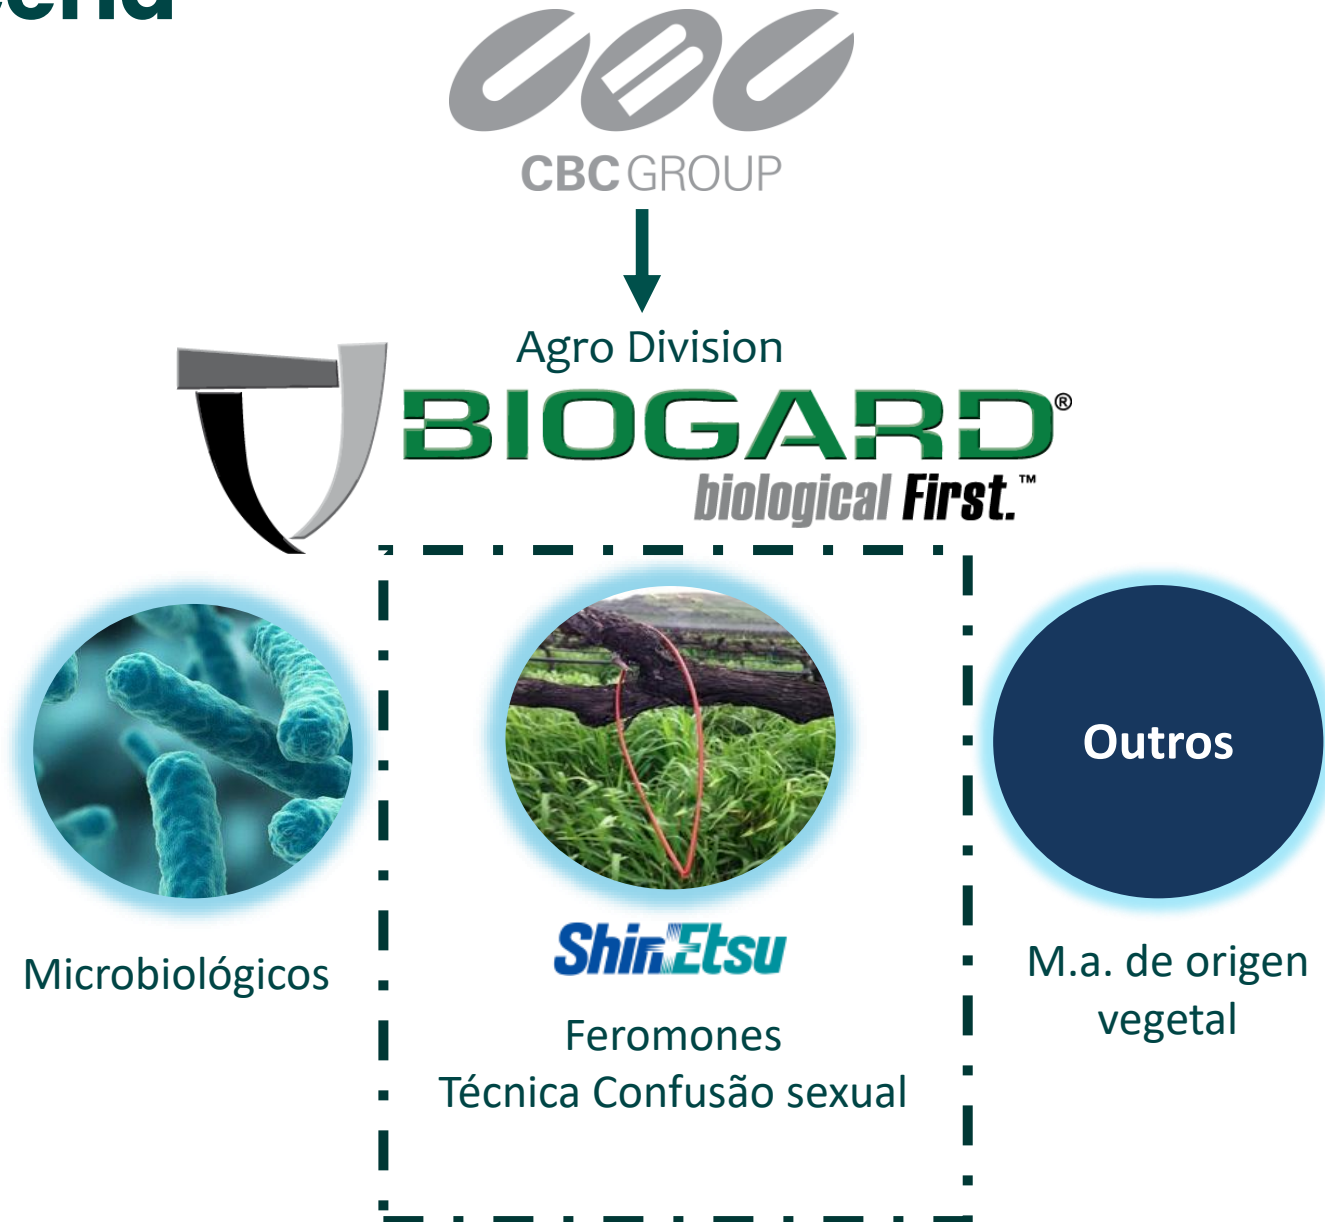 CBC GROUP
Agro Division
BIOGARD®
biological First.™
Outros
ShinEtsu
Microbiológicos
M.a. de origen
vegetal
Feromones
Técnica Confusão sexual